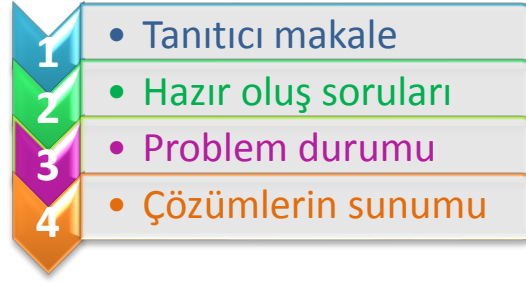 1 • Tanıtıcı makale
2 • Hazır oluş soruları
3 • Problem durumu
4 • Çözümlerin sunumu